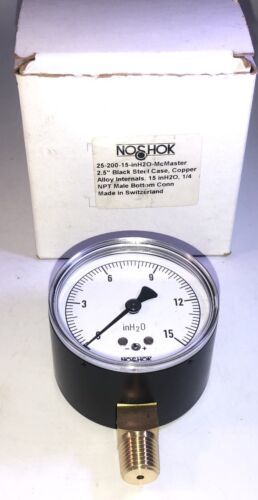 NOSHOK
25-200-15-inH2O-McMaster
2.5" Black Steel Case, Copper
Alloy Internals, 15 inH2O, 1/4
NPT Male Bottom Conn
Made in Switzerland
6 9
3 12
0 15
inH₂O
- +
NOSHOK